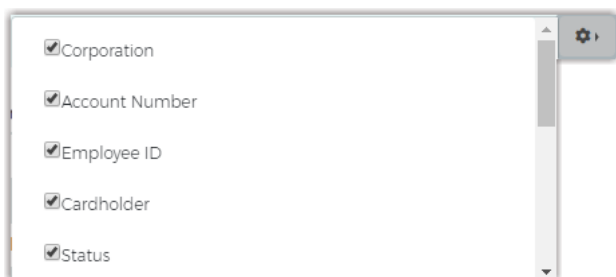 Corporation
Account Number
Employee ID
Cardholder
Status